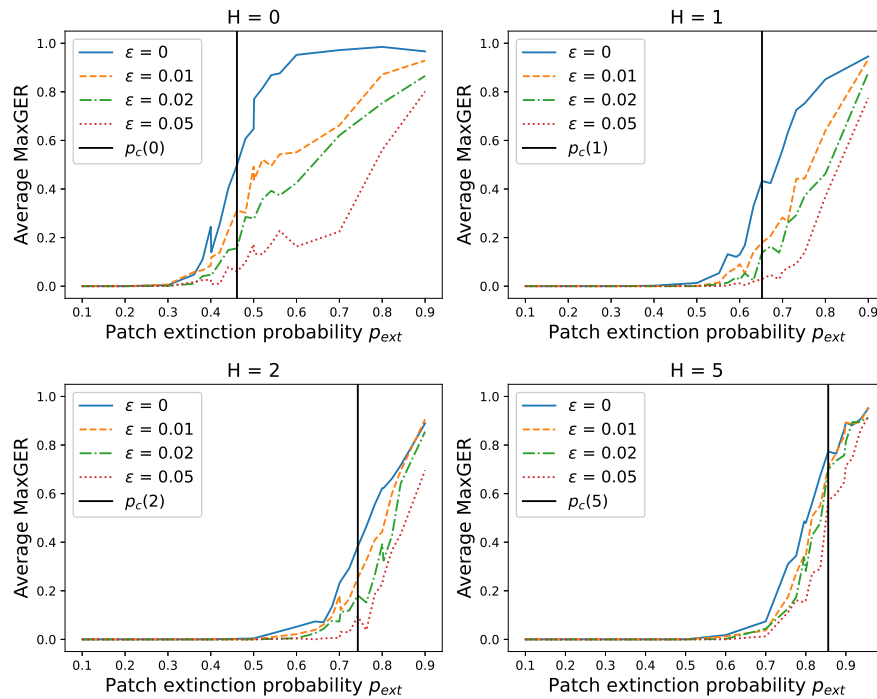 H = 0
1.0
0.8
0.6
0.4
0.2
0.0
Average MaxGER
ε = 0
ε = 0.01
ε = 0.02
ε = 0.05
p_c(0)
0.1 0.2 0.3 0.4 0.5 0.6 0.7 0.8 0.9
Patch extinction probability p_ext
H = 1
1.0
0.8
0.6
0.4
0.2
0.0
Average MaxGER
ε = 0
ε = 0.01
ε = 0.02
ε = 0.05
p_c(1)
0.1 0.2 0.3 0.4 0.5 0.6 0.7 0.8 0.9
Patch extinction probability p_ext
H = 2
1.0
0.8
0.6
0.4
0.2
0.0
Average MaxGER
ε = 0
ε = 0.01
ε = 0.02
ε = 0.05
p_c(2)
0.1 0.2 0.3 0.4 0.5 0.6 0.7 0.8 0.9
Patch extinction probability p_ext
H = 5
1.0
0.8
0.6
0.4
0.2
0.0
Average MaxGER
ε = 0
ε = 0.01
ε = 0.02
ε = 0.05
p_c(5)
0.1 0.2 0.3 0.4 0.5 0.6 0.7 0.8 0.9
Patch extinction probability p_ext